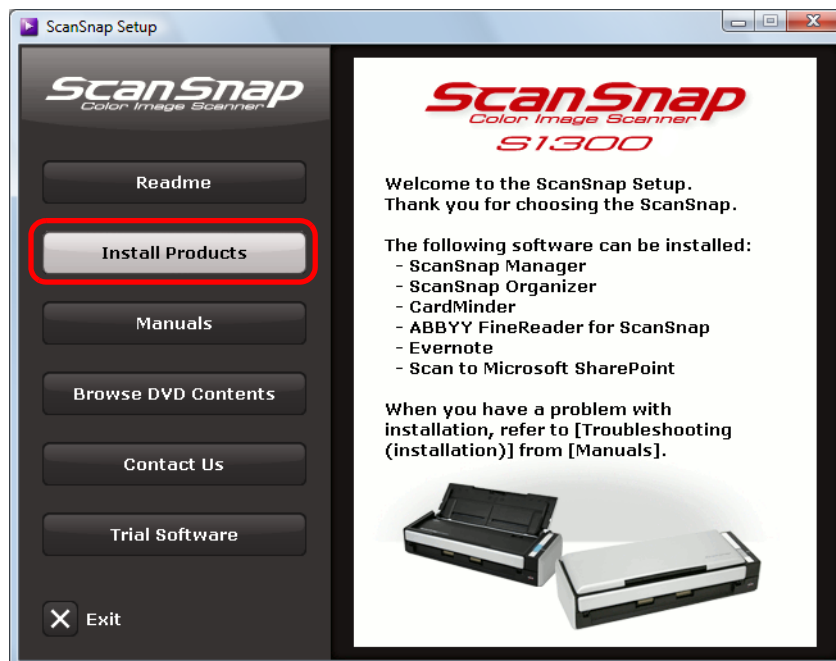 ScanSnap Setup
ScanSnap
Color Image Scanner
Readme
Install Products
Manuals
Browse DVD Contents
Contact Us
Trial Software
Exit
ScanSnap
Color Image Scanner
S1300
Welcome to the ScanSnap Setup.
Thank you for choosing the ScanSnap.
The following software can be installed:
- ScanSnap Manager
- ScanSnap Organizer
- CardMinder
- ABBYY FineReader for ScanSnap
- Evernote
- Scan to Microsoft SharePoint
When you have a problem with
installation, refer to [Troubleshooting
(installation)] from [Manuals].